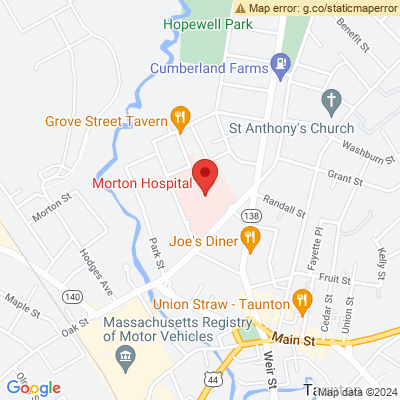 Map error: g.co/staticmaperror
Hopewell Park
Benefit St
Cumberland Farms
Grove Street Tavern
St Anthony's Church
Washburn St
Grant St
Morton Hospital
Morton St
Randall St
138
Joe's Diner
Fayette Pl
Kelly St
Park St
Hodges Ave
Fruit St
140
Maple St
Union Straw - Taunton
Cedar St
Union St
Oak St
Massachusetts Registry
of Motor Vehicles
Main St
Weir St
44
Google
Map data ©2024